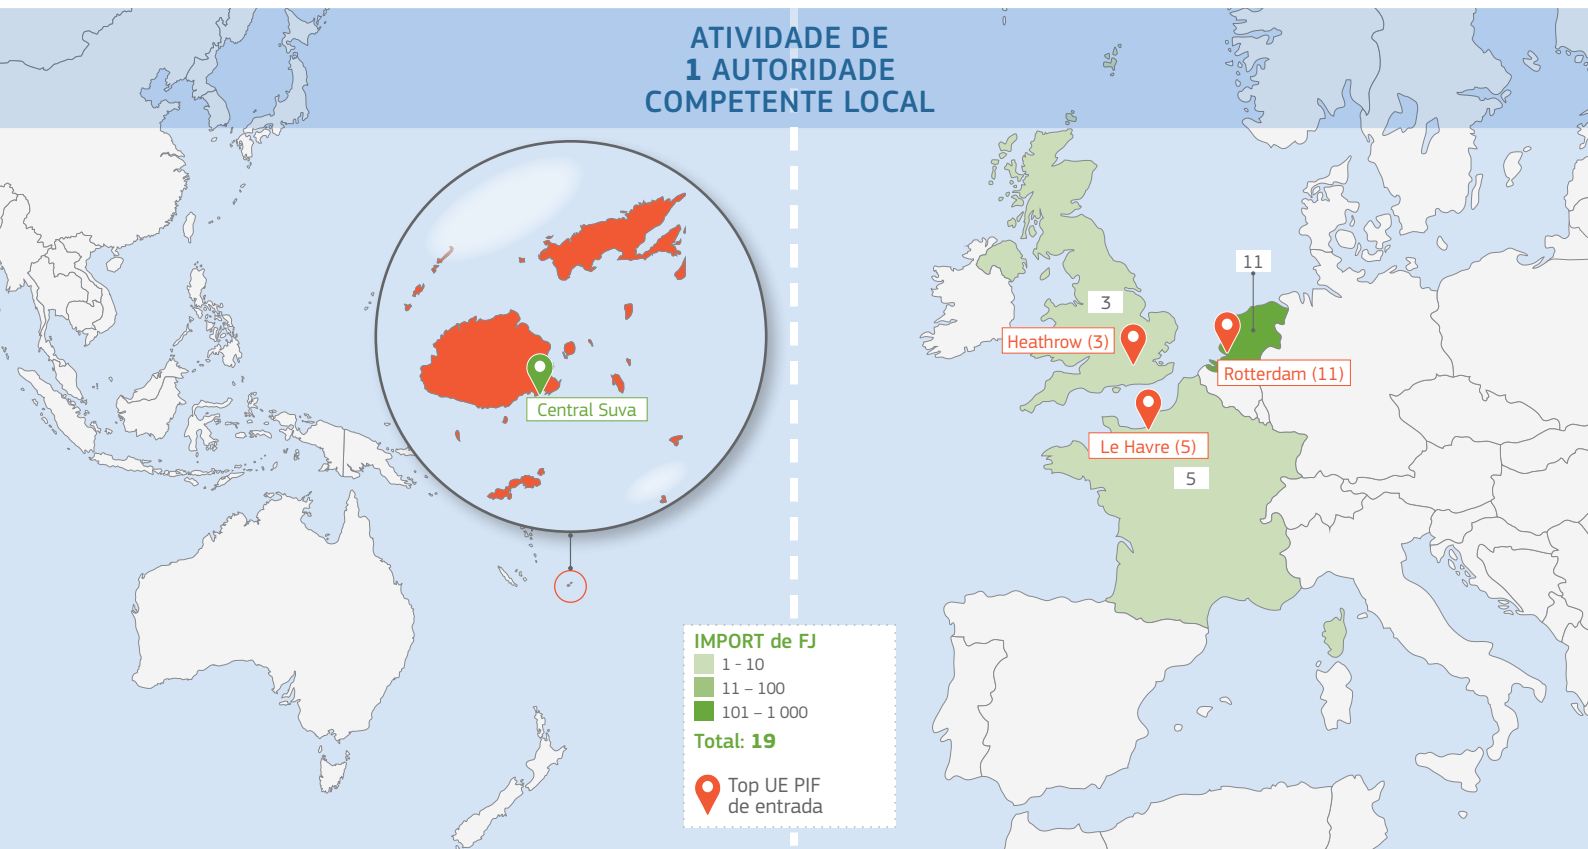 ATIVIDADE DE
1 AUTORIDADE
COMPETENTE LOCAL
Central Suva
11
3
Heathrow (3)
Rotterdam (11)
Le Havre (5)
5
IMPORT de FJ
1 - 10
11 – 100
101 – 1 000
Total: 19
Top UE PIF
de entrada